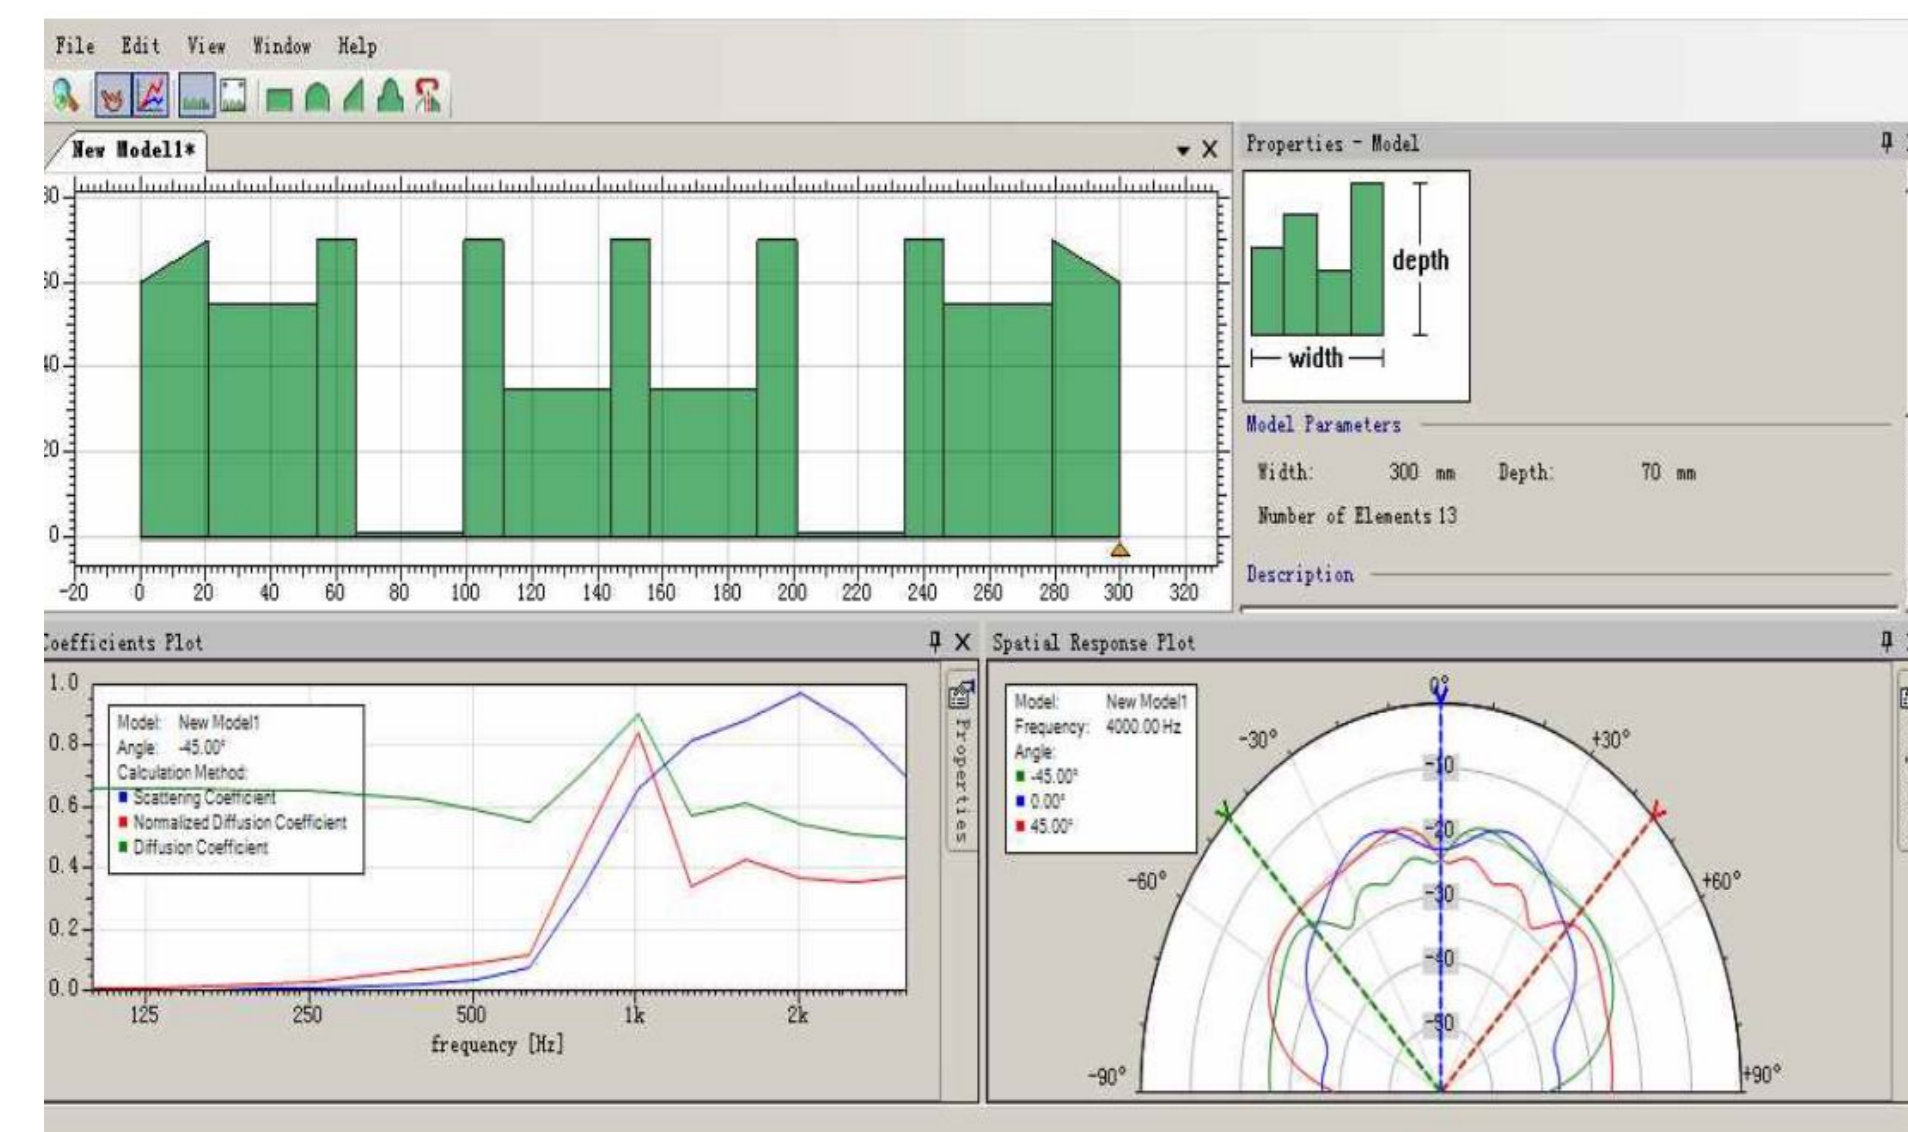 File Edit View Window Help
New Model1*
Properties - Model
80
60
40
20
0
-20 0 20 40 60 80 100 120 140 160 180 200 220 240 260 280 300 320
depth
width
Model Parameters
Width: 300 mm Depth: 70 mm
Number of Elements 13
Description
Coefficients Plot
1.0
0.8
0.6
0.4
0.2
0.0
Model: New Model1
Angle: -45.00°
Calculation Method:
Scattering Coefficient
Normalized Diffusion Coefficient
Diffusion Coefficient
125 250 500 1k 2k
frequency [Hz]
Properties
Spatial Response Plot
Model: New Model1
Frequency: 4000.00 Hz
Angle:
-45.00°
0.00°
45.00°
0°
-30° +30°
-60° +60°
-90° +90°
-10
-20
-30
-40
-50